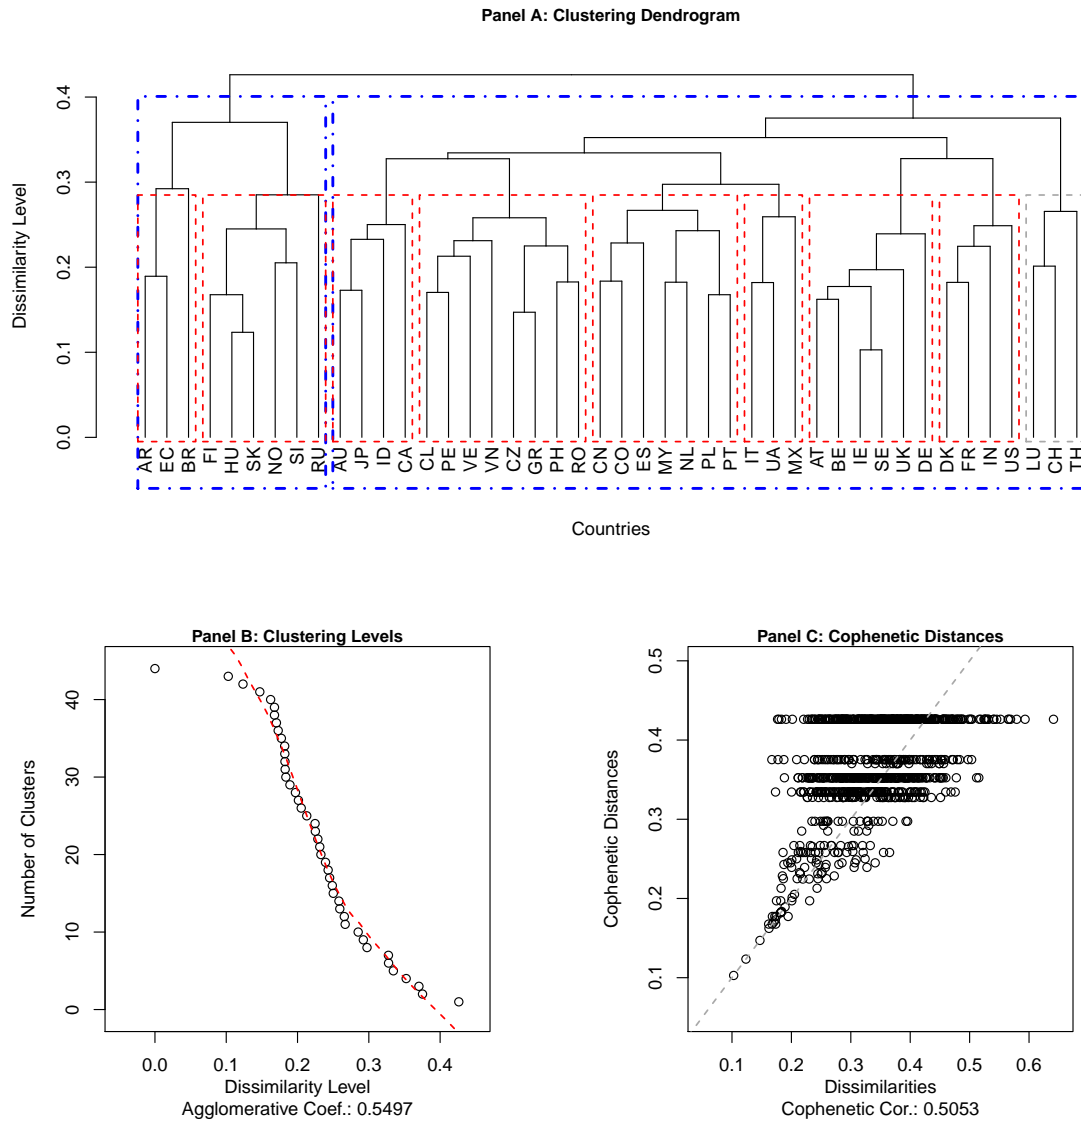 Panel A: Clustering Dendrogram
Dissimilarity Level
0.0 0.1 0.2 0.3 0.4
AR EC BR FI HU SK NO SI RU AU JP ID CA CL PE VE VN CZ GR PH RO CN CO ES MY NL PL PT IT UA MX AT BE IE SE UK DE DK FR IN US LU CH TH
Countries
Panel B: Clustering Levels
Number of Clusters
0 10 20 30 40
0.0 0.1 0.2 0.3 0.4
Dissimilarity Level
Agglomerative Coef.: 0.5497
Panel C: Cophenetic Distances
Cophenetic Distances
0.1 0.2 0.3 0.4 0.5
0.1 0.2 0.3 0.4 0.5 0.6
Dissimilarities
Cophenetic Cor.: 0.5053